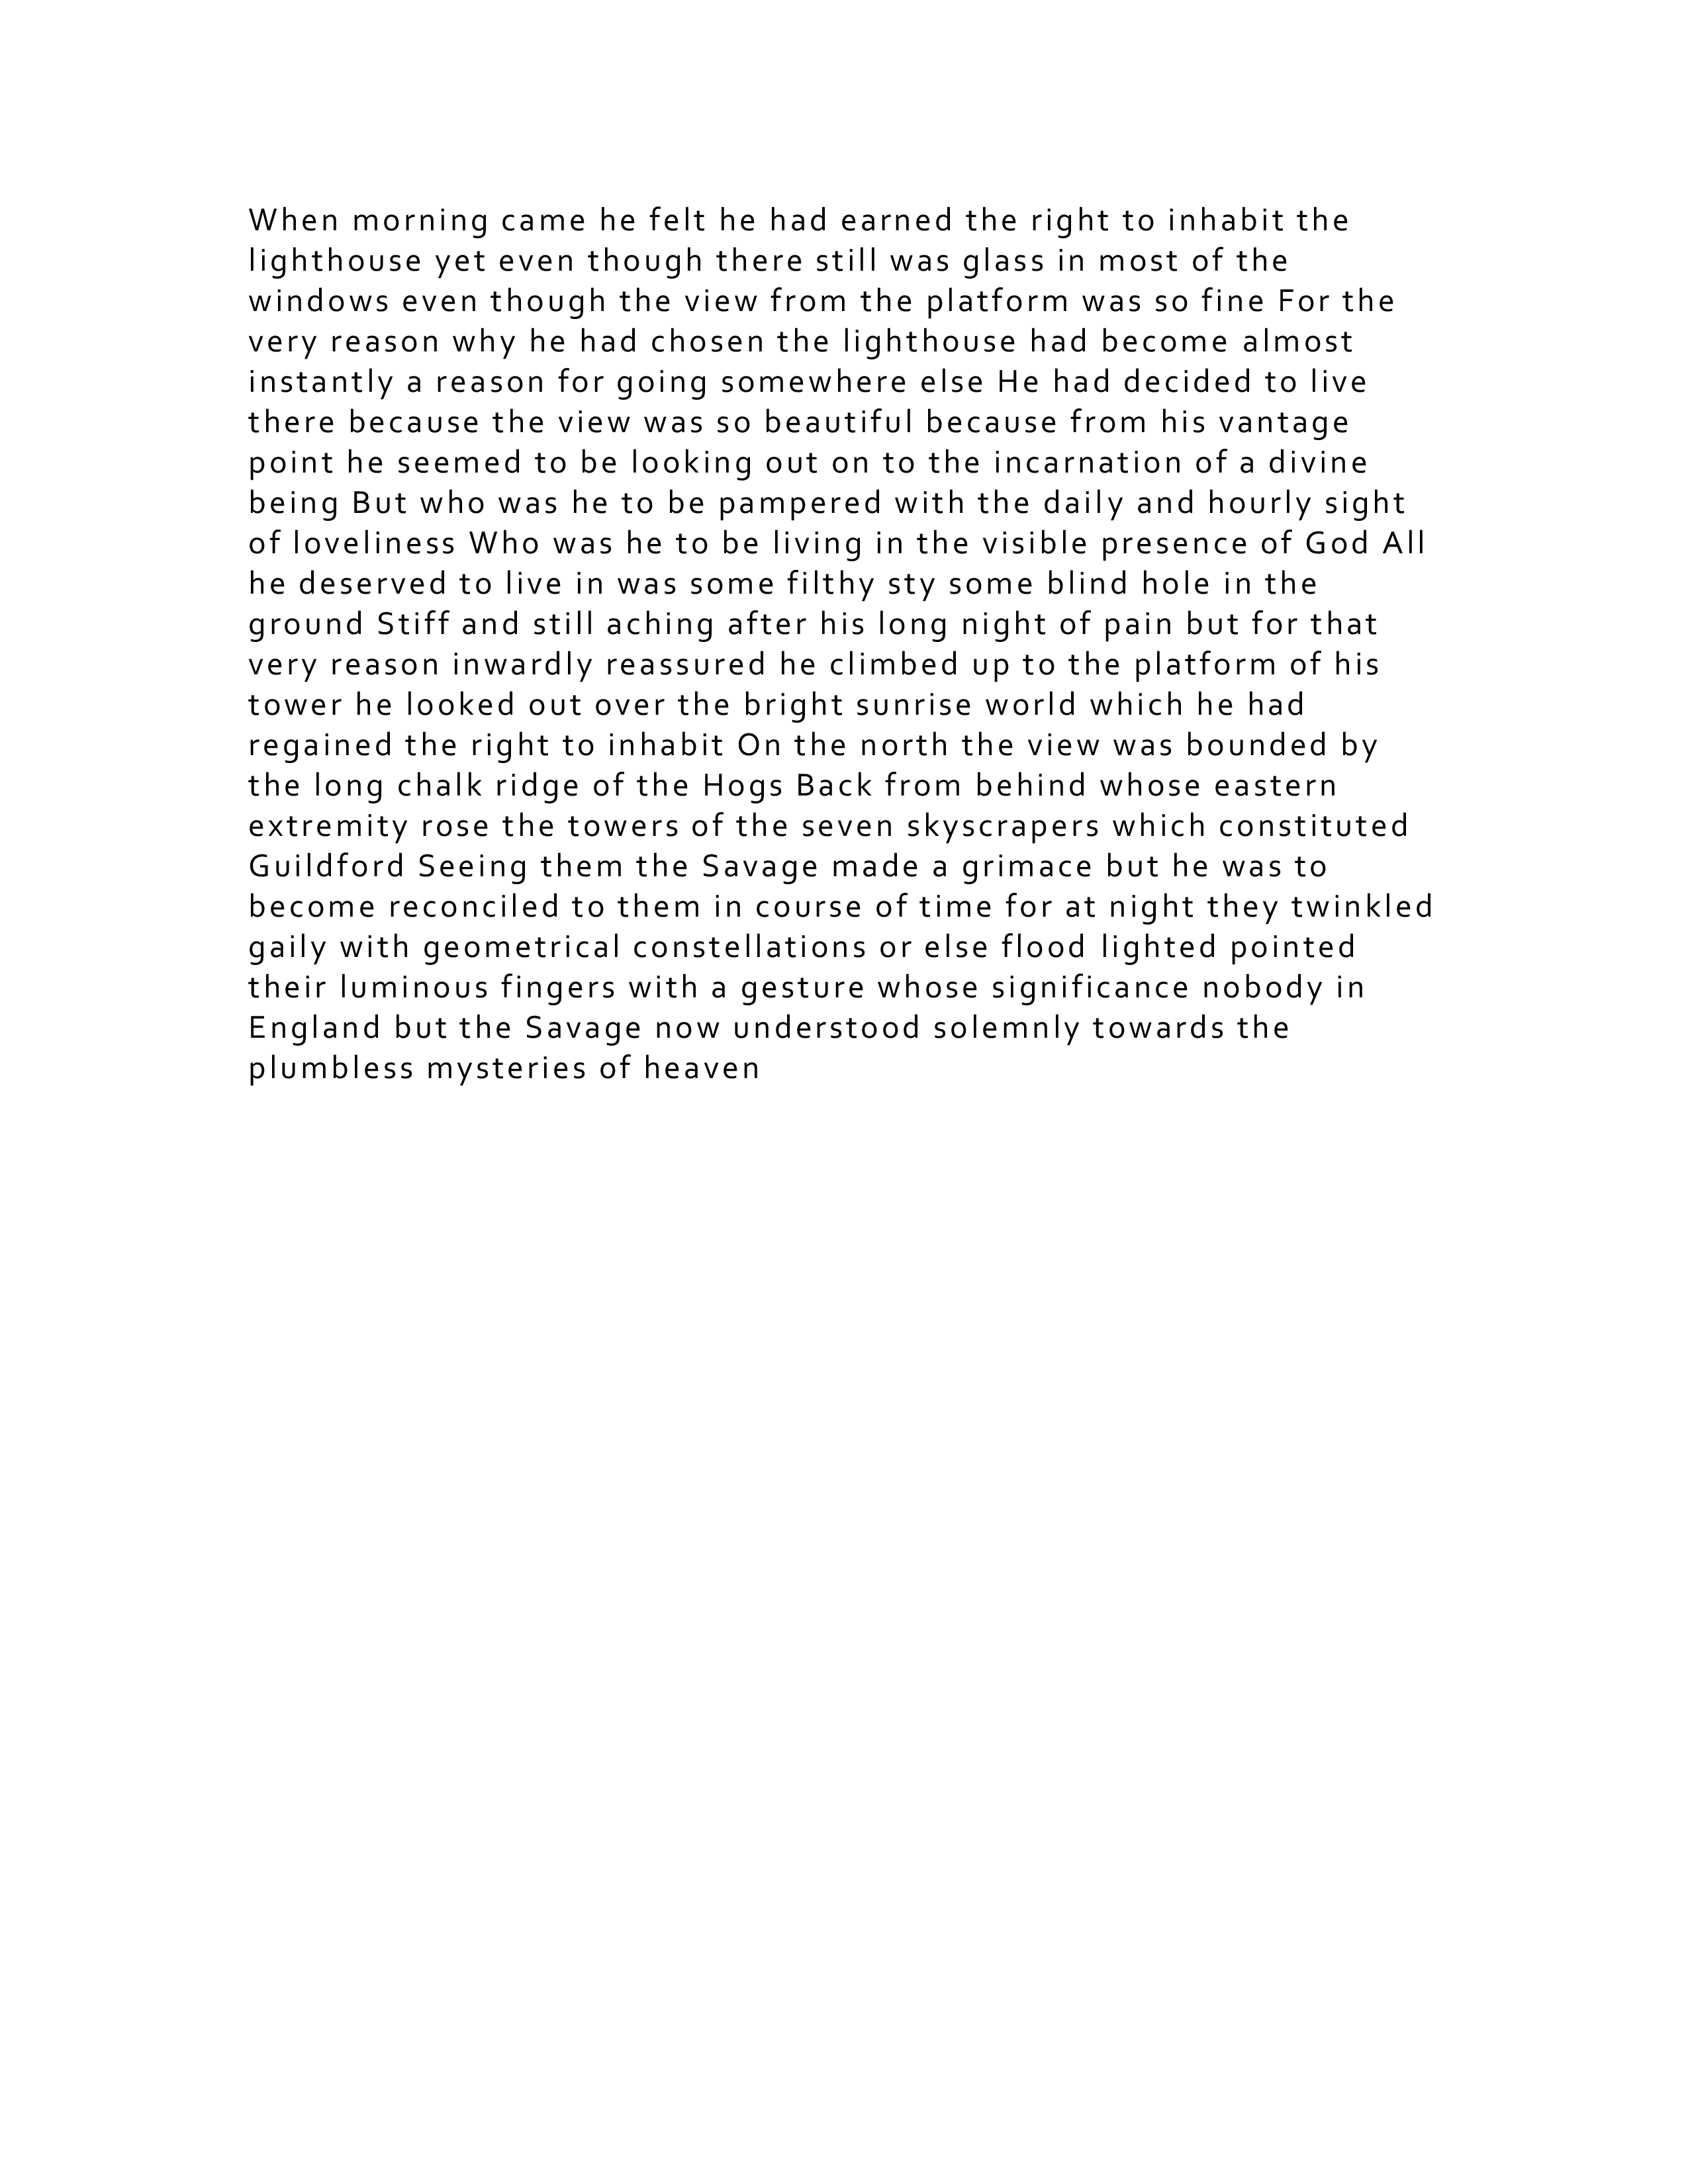 When morning came he felt he had earned the right to inhabit the
lighthouse yet even though there still was glass in most of the
windows even though the view from the platform was so fine For the
very reason why he had chosen the lighthouse had become almost
instantly a reason for going somewhere else He had decided to live
there because the view was so beautiful because from his vantage
point he seemed to be looking out on to the incarnation of a divine
being But who was he to be pampered with the daily and hourly sight
of loveliness Who was he to be living in the visible presence of God All
he deserved to live in was some filthy sty some blind hole in the
ground Stiff and still aching after his long night of pain but for that
very reason inwardly reassured he climbed up to the platform of his
tower he looked out over the bright sunrise world which he had
regained the right to inhabit On the north the view was bounded by
the long chalk ridge of the Hogs Back from behind whose eastern
extremity rose the towers of the seven skyscrapers which constituted
Guildford Seeing them the Savage made a grimace but he was to
become reconciled to them in course of time for at night they twinkled
gaily with geometrical constellations or else flood lighted pointed
their luminous fingers with a gesture whose significance nobody in
England but the Savage now understood solemnly towards the
plumbless mysteries of heaven